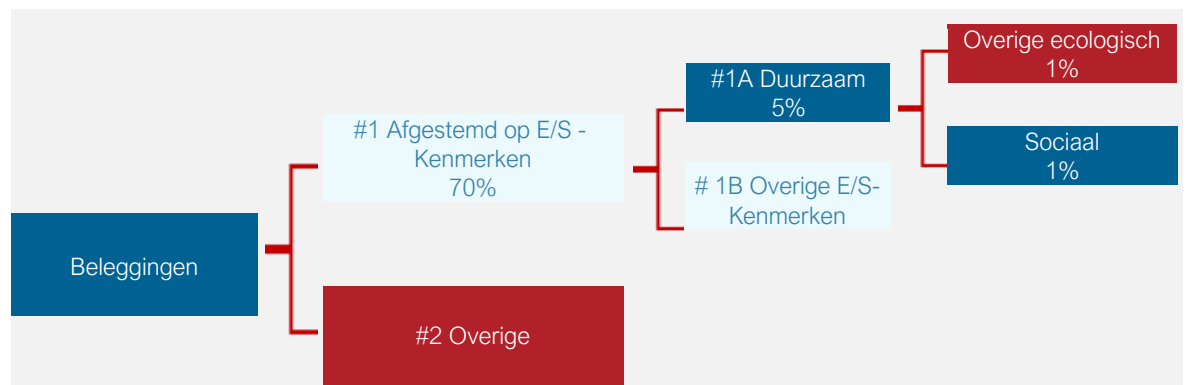 Beleggingen
#1 Afgestemd op E/S -
Kenmerken
70%
#2 Overige
#1A Duurzaam
5%
# 1B Overige E/S-
Kenmerken
Overige ecologisch
1%
Sociaal
1%